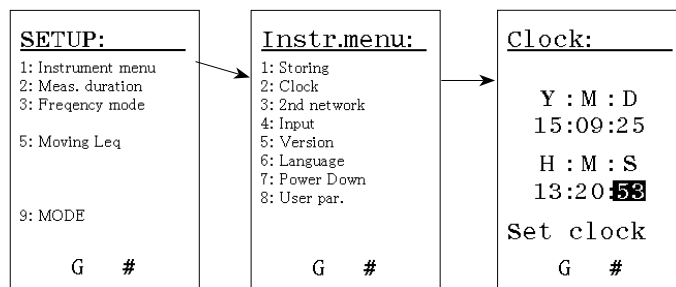 SETUP:
1: Instrument menu
2: Meas. duration
3: Freqency mode
5: Moving Leq
9: MODE
G #
Instr.menu:
1: Storing
2: Clock
3: 2nd network
4: Input
5: Version
6: Language
7: Power Down
8: User par.
G #
Clock:
Y : M : D
15:09:25
H : M : S
13:20:53
Set clock
G #